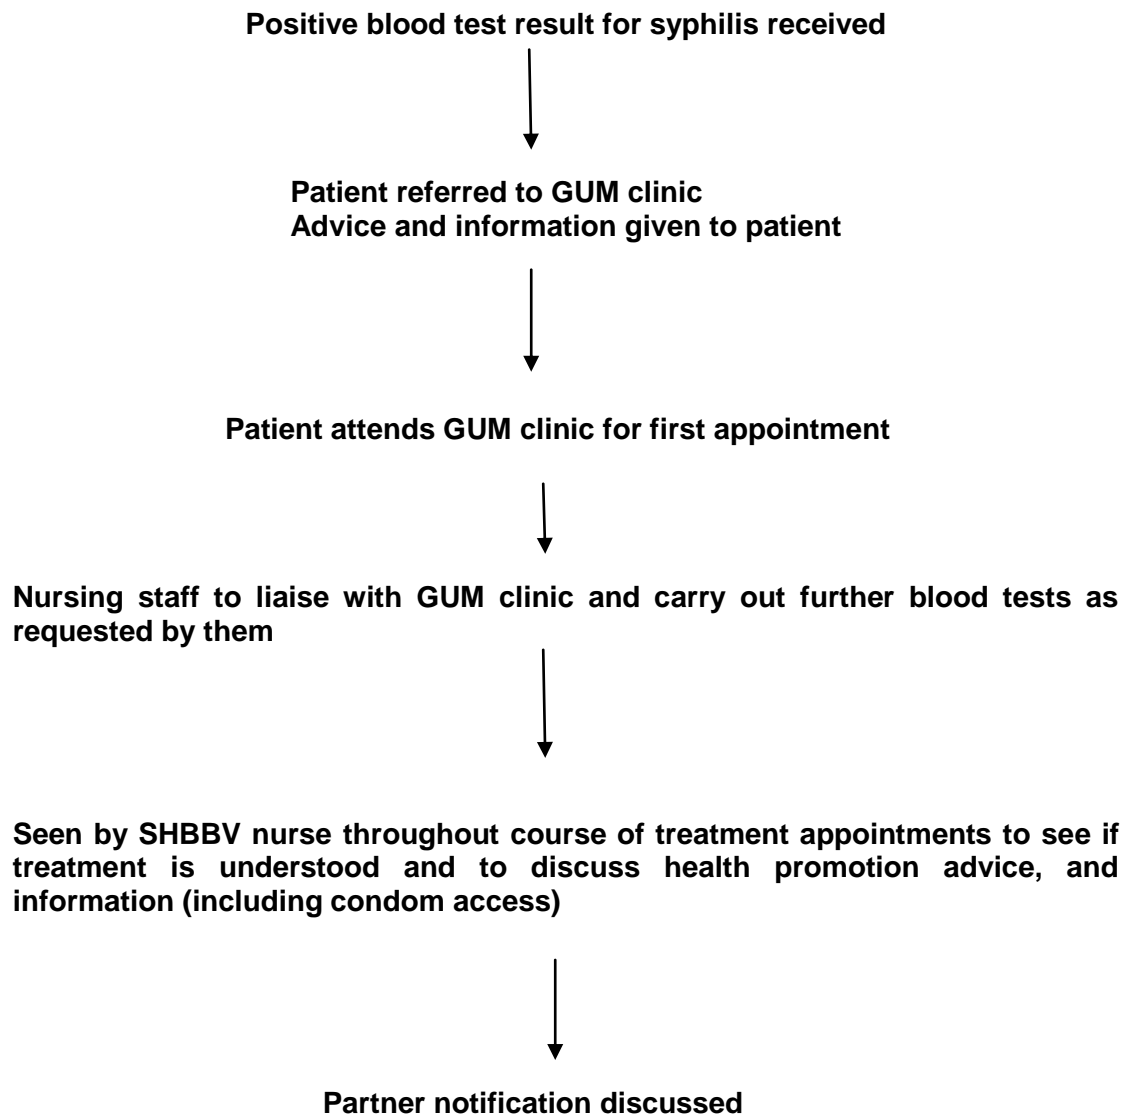 Positive blood test result for syphilis received
Patient referred to GUM clinic
Advice and information given to patient
Patient attends GUM clinic for first appointment
Nursing staff to liaise with GUM clinic and carry out further blood tests as
requested by them
Seen by SHBBV nurse throughout course of treatment appointments to see if
treatment is understood and to discuss health promotion advice, and
information (including condom access)
Partner notification discussed